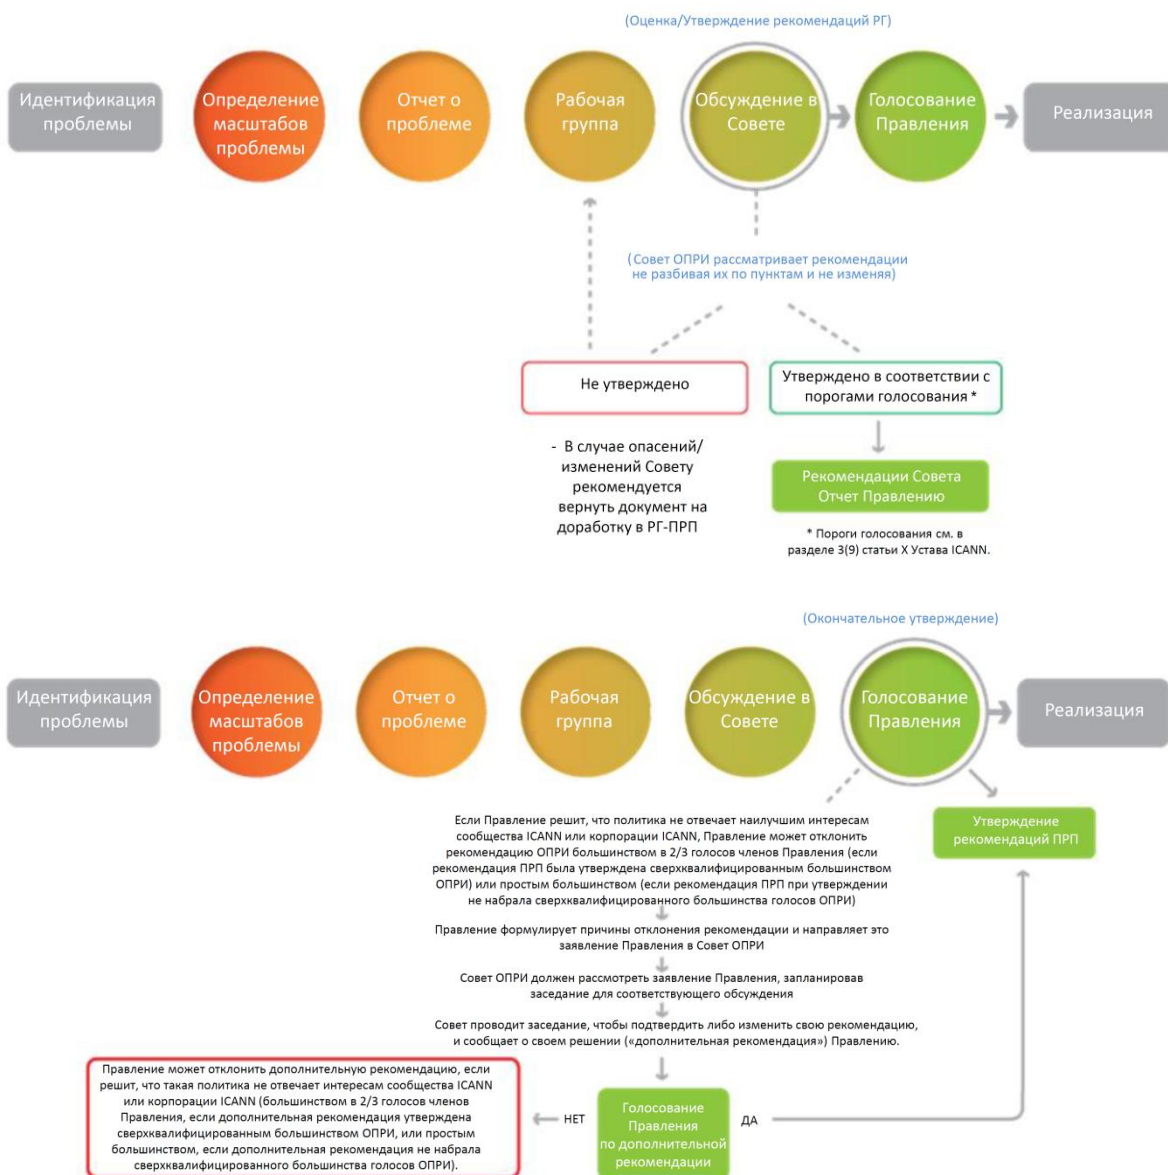 (Оценка/Утверждение рекомендаций РГ)
Идентификация
проблемы
Определение
масштабов
проблемы
Отчет о
проблеме
Рабочая
группа
Обсуждение в
Совете
Голосование
Правления
Реализация
(Совет ОПРИ рассматривает рекомендации
не разбивая их по пунктам и не изменяя)
Не утверждено
- В случае опасений/
изменений Совету
рекомендуется
вернуть документ на
доработку в РГ-ПРП
Утверждено в соответствии с
порогами голосования *
Рекомендации Совета
Отчет Правлению
* Пороги голосования см. в
разделе 3(9) статьи X Устава ICANN.
(Окончательное утверждение)
Идентификация
проблемы
Определение
масштабов
проблемы
Отчет о
проблеме
Рабочая
группа
Обсуждение в
Совете
Голосование
Правления
Реализация
Если Правление решит, что политика не отвечает наилучшим интересам
сообщества ICANN или корпорации ICANN, Правление может отклонить
рекомендацию ОПРИ большинством в 2/3 голосов членов Правления (если
рекомендация ПРП была утверждена сверхквалифицированным большинством
ОПРИ) или простым большинством (если рекомендация ПРП при утверждении
не набрала сверхквалифицированного большинства голосов ОПРИ)
Утверждение
рекомендаций ПРП
Правление формулирует причины отклонения рекомендации и направляет это
заявление Правления в Совет ОПРИ
Совет ОПРИ должен рассмотреть заявление Правления, запланировав
заседание для соответствующего обсуждения
Совет проводит заседание, чтобы подтвердить либо изменить свою рекомендацию,
и сообщает о своем решении («дополнительная рекомендация») Правлению.
Правление может отклонить дополнительную рекомендацию, если
решит, что такая политика не отвечает интересам сообщества ICANN
или корпорации ICANN (большинством в 2/3 голосов членов
Правления, если дополнительная рекомендация утверждена
сверхквалифицированным большинством ОПРИ, или простым
большинством, если дополнительная рекомендация не набрала
сверхквалифицированного большинства голосов ОПРИ).
НЕТ
Голосование
Правления
по дополнительной
рекомендации
ДА